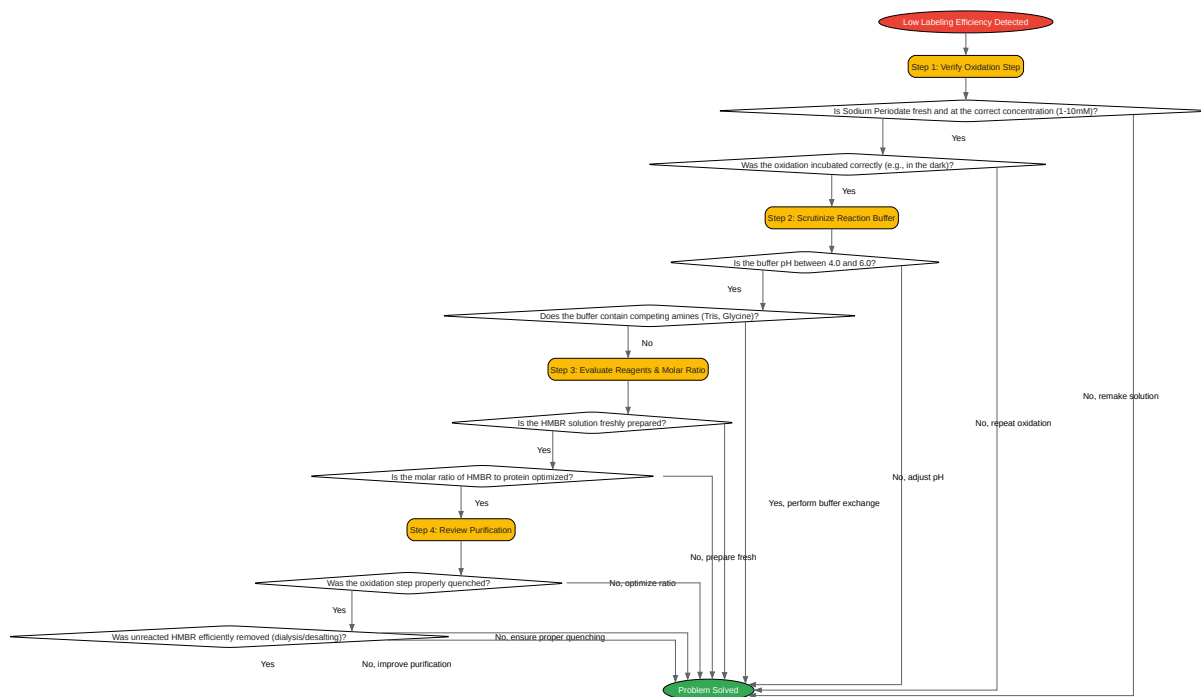 Low Labeling Efficiency Detected
Step 1: Verify Oxidation Step
Is Sodium Periodate fresh and at the correct concentration (1-10mM)?
Yes
Was the oxidation incubated correctly (e.g., in the dark)?
Yes
Step 2: Scrutinize Reaction Buffer
Is the buffer pH between 4.0 and 6.0?
Yes
Does the buffer contain competing amines (Tris, Glycine)?
No
Step 3: Evaluate Reagents & Molar Ratio
No, remake solution
Is the HMBR solution freshly prepared?
No, repeat oxidation
Yes
Is the molar ratio of HMBR to protein optimized?
No, adjust pH
Yes
Yes, perform buffer exchange
Step 4: Review Purification
No, prepare fresh
Was the oxidation step properly quenched?
No, optimize ratio
Yes
Was unreacted HMBR efficiently removed (dialysis/desalting)?
No, ensure proper quenching
Yes
No, improve purification
Problem Solved